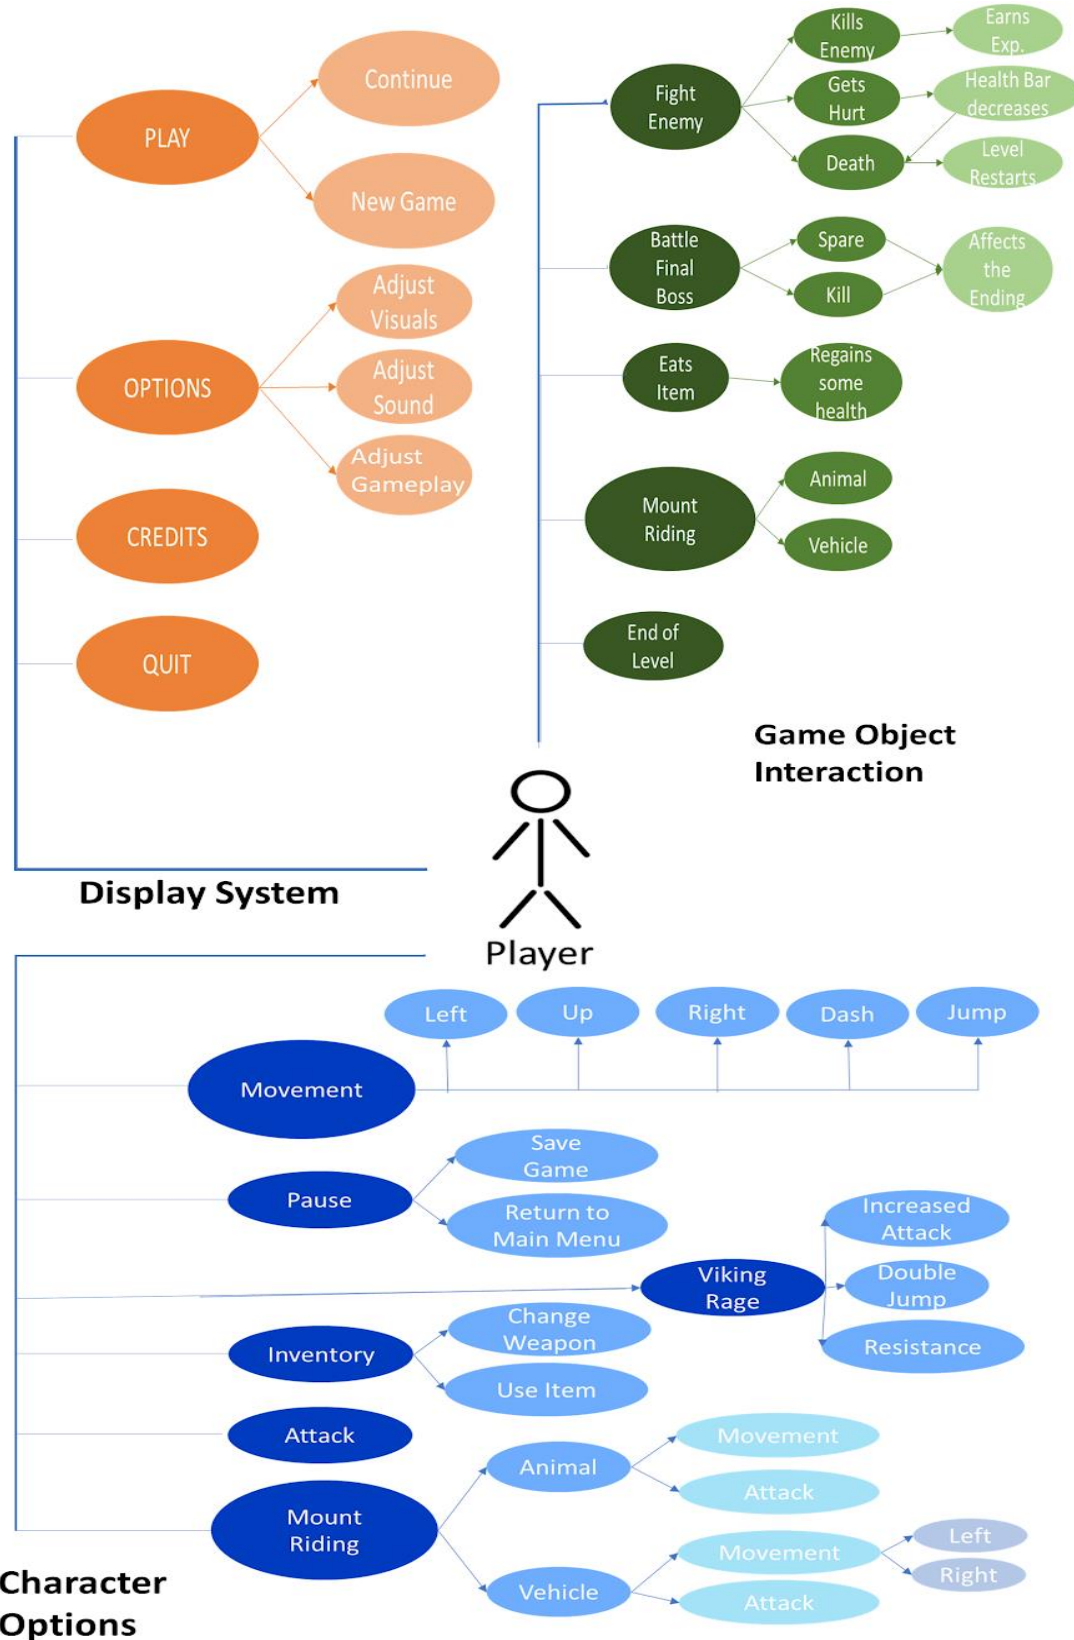 PLAY
Continue
New Game
OPTIONS
Adjust
Visuals
Adjust
Sound
Adjust
Gameplay
CREDITS
QUIT
Display System
Fight
Enemy
Kills
Enemy
Earns
Exp.
Gets
Hurt
Health Bar
decreases
Death
Level
Restarts
Battle
Final
Boss
Spare
Kill
Affects
the
Ending
Eats
Item
Regains
some
health
Mount
Riding
Animal
Vehicle
End of
Level
Game Object
Interaction
Player
Movement
Left
Up
Right
Dash
Jump
Pause
Save
Game
Return to
Main Menu
Viking
Rage
Increased
Attack
Double
Jump
Resistance
Inventory
Change
Weapon
Use Item
Attack
Mount
Riding
Animal
Movement
Attack
Vehicle
Movement
Left
Right
Attack
Character
Options